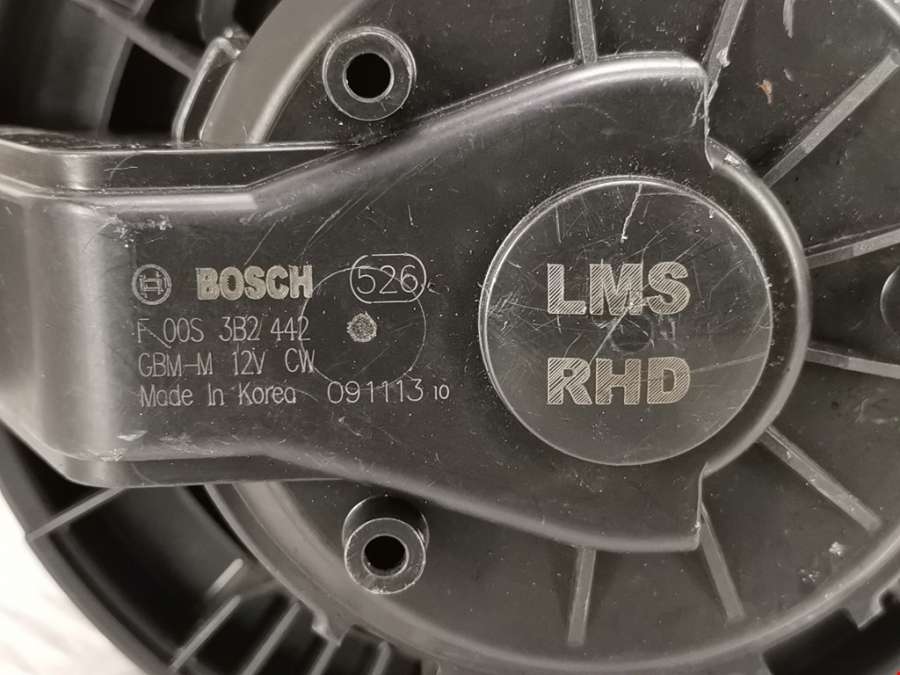 BOSCH 526
F 00S 3B2 442
GBM-M 12V CW
Made In Korea 091113 10
LMS
RHD